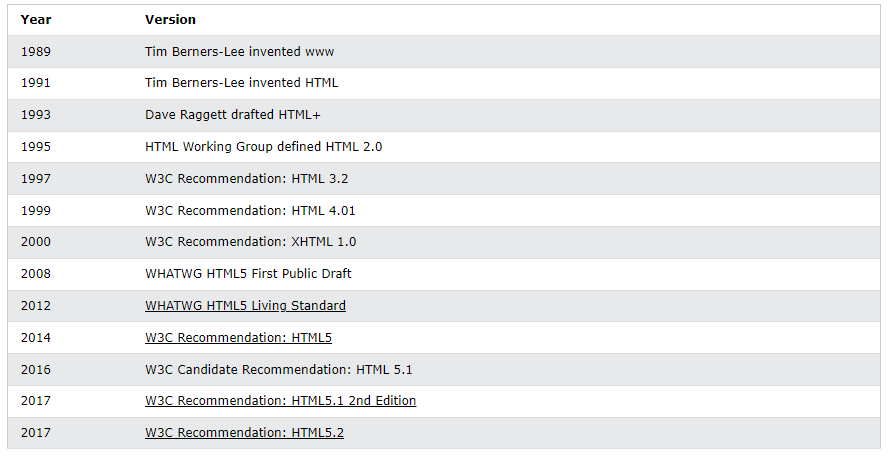 Year Version
1989 Tim Berners-Lee invented www
1991 Tim Berners-Lee invented HTML
1993 Dave Raggett drafted HTML+
1995 HTML Working Group defined HTML 2.0
1997 W3C Recommendation: HTML 3.2
1999 W3C Recommendation: HTML 4.01
2000 W3C Recommendation: XHTML 1.0
2008 WHATWG HTML5 First Public Draft
2012 WHATWG HTML5 Living Standard
2014 W3C Recommendation: HTML5
2016 W3C Candidate Recommendation: HTML 5.1
2017 W3C Recommendation: HTML5.1 2nd Edition
2017 W3C Recommendation: HTML5.2